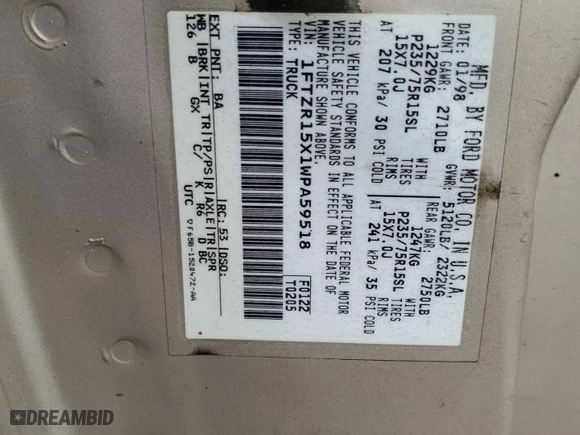 MFD. BY FORD MOTOR CO. IN U.S.A.
DATE: 01/98 GVWR: 5120LB/ 2322KG
FRONT GAWR: 2710LB REAR GAWR: 2750LB
1229KG WITH 1247KG WITH
P235/75R15SL TIRES P235/75R15SL TIRES
15X7.0J RIMS 15X7.0J RIMS
AT 207 kPa/ 30 PSI COLD AT 241 kPa/ 35 PSI COLD
THIS VEHICLE CONFORMS TO ALL APPLICABLE FEDERAL MOTOR
VEHICLE SAFETY STANDARDS IN EFFECT ON THE DATE OF
MANUFACTURE SHOWN ABOVE.
VIN: 1FTZR15X1WPA59518
TYPE: TRUCK
F0122
T0205
EXT PNT: BA RC: 53 DSO:
WB BRK INT TR TP/PS R AXLE TR SPR
126 B GX C/ K R6 D BC
UTC ▽F65B-1520472-AA
DREAMBID